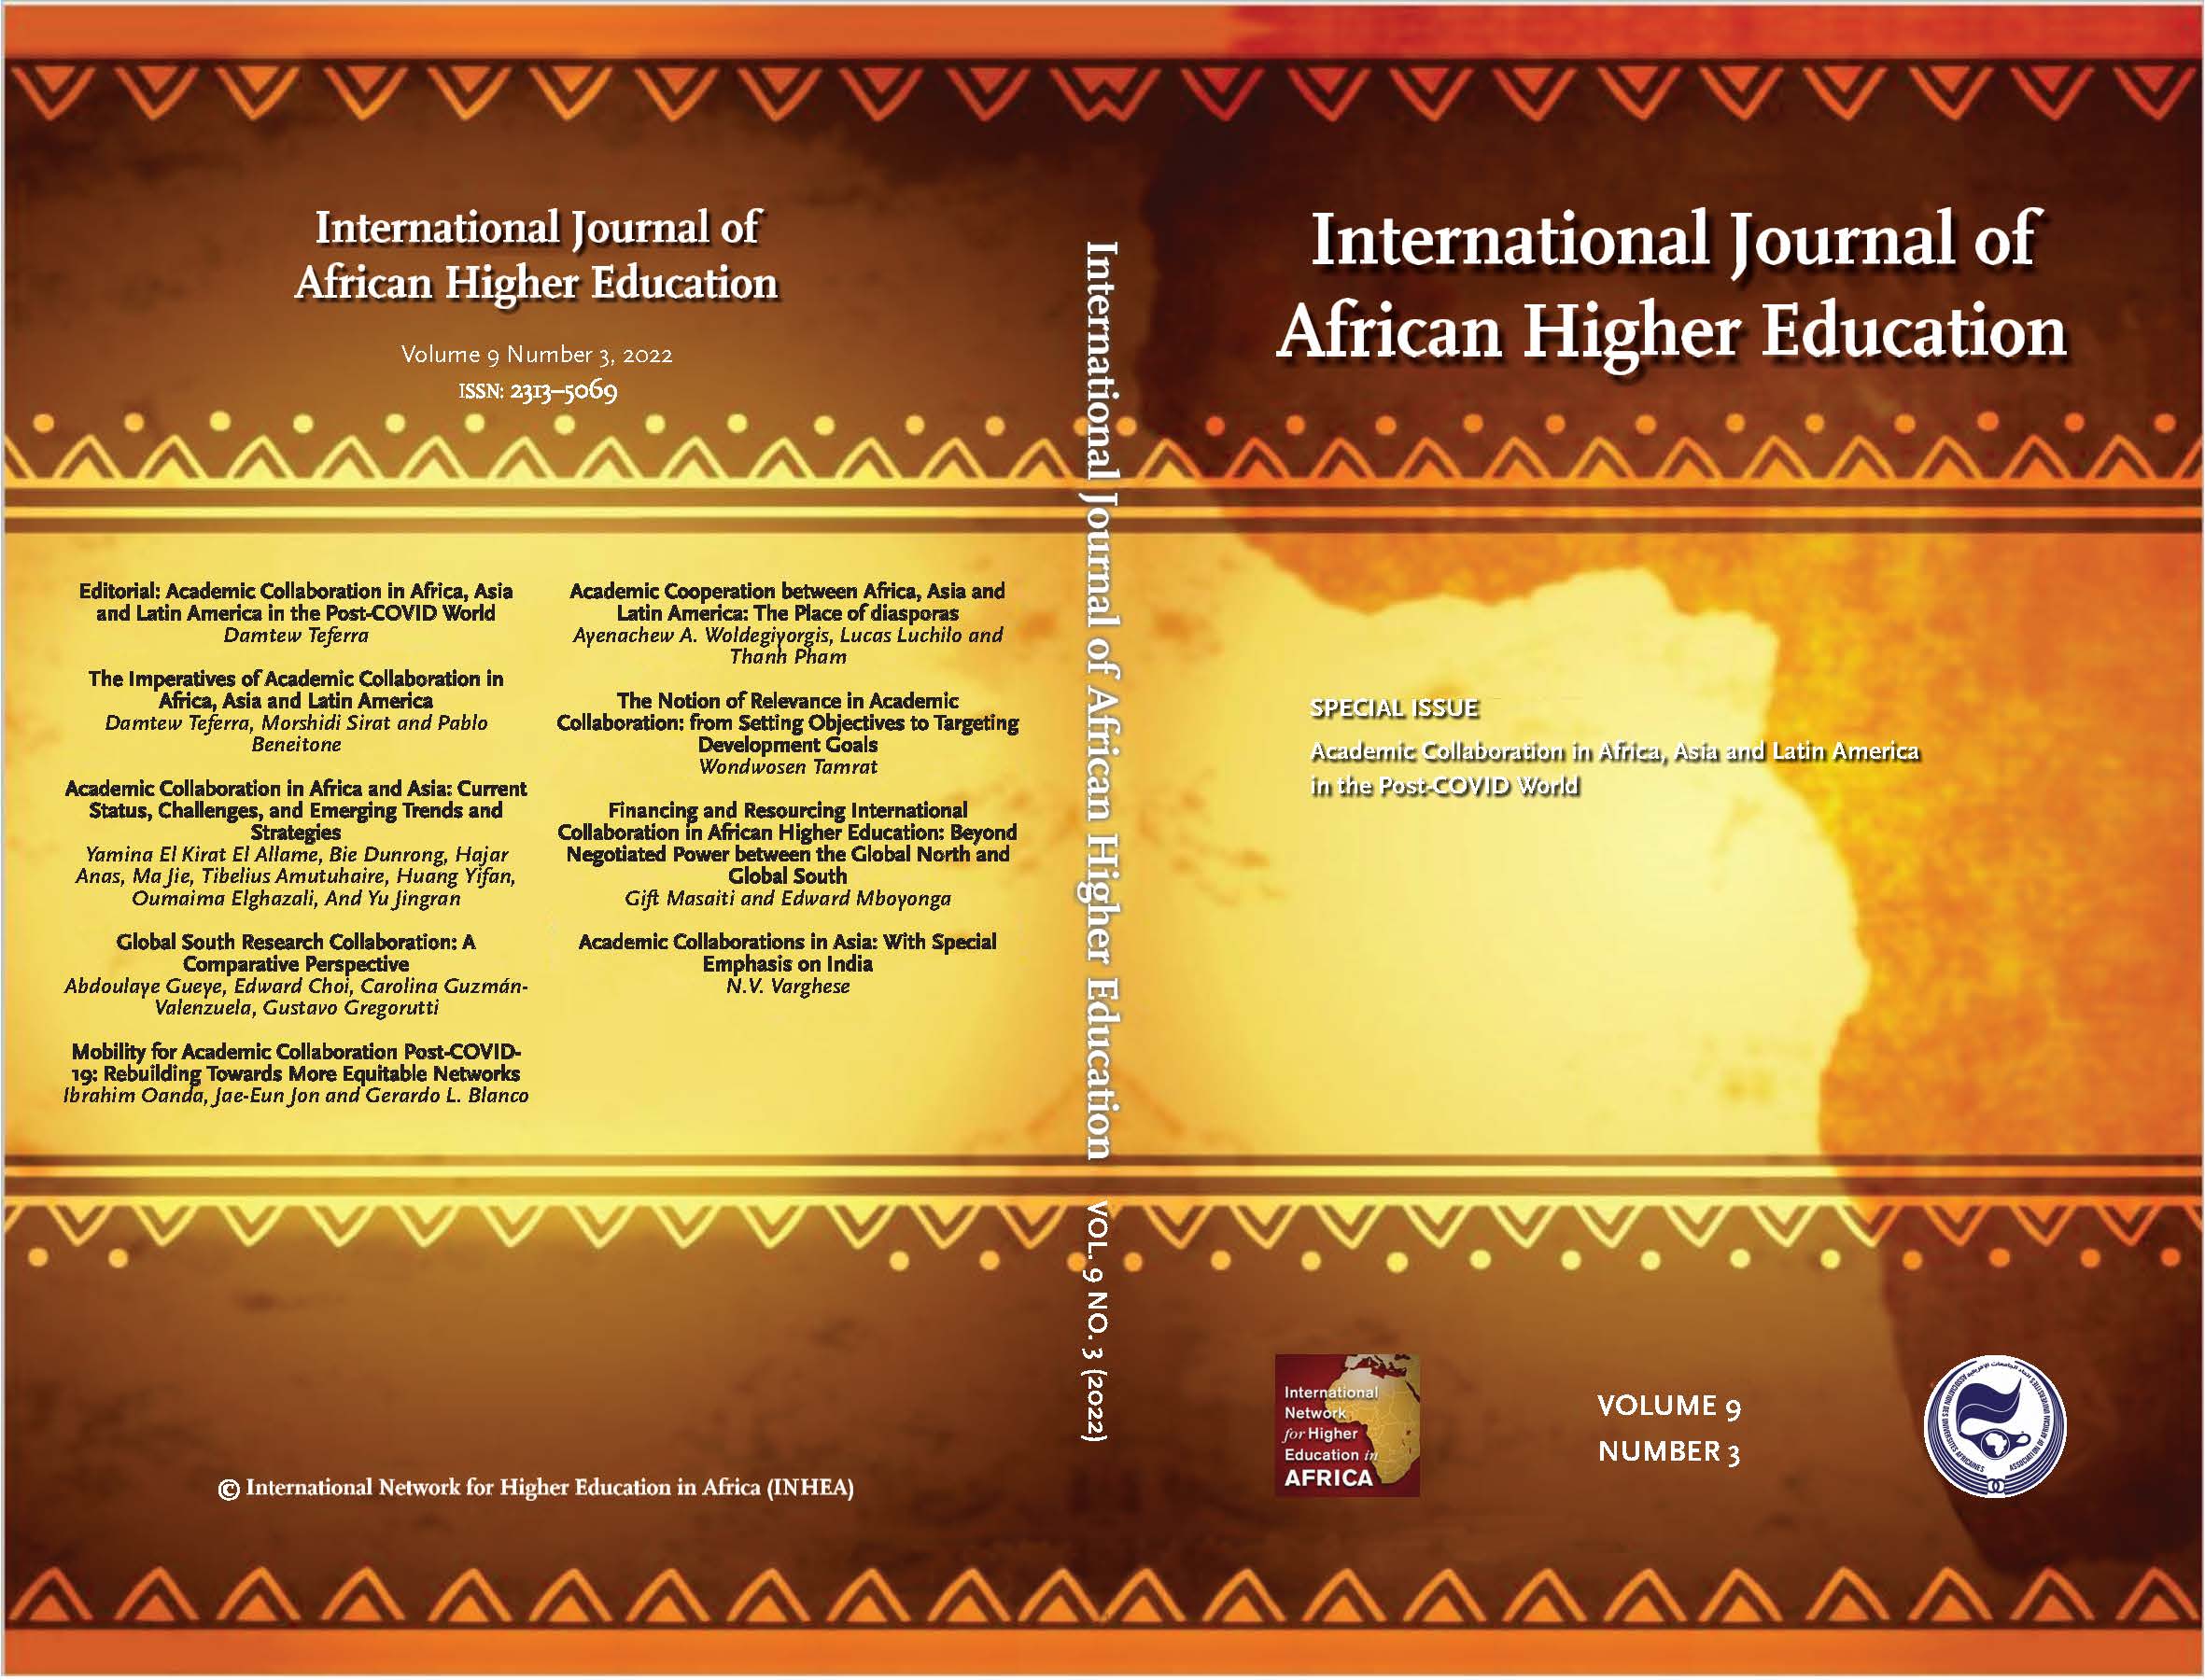 International Journal of
African Higher Education
Volume 9 Number 3, 2022
ISSN: 2313–5069
Editorial: Academic Collaboration in Africa, Asia
and Latin America in the Post-COVID World
Damtew Teferra
The Imperatives of Academic Collaboration in
Africa, Asia and Latin America
Damtew Teferra, Morshidi Sirat and Pablo
Beneitone
Academic Collaboration in Africa and Asia: Current
Status, Challenges, and Emerging Trends and
Strategies
Yamina El Kirat El Allame, Bie Dunrong, Hajar
Anas, Ma Jie, Tibelius Amutuhaire, Huang Yifan,
Oumaima Elghazali, And Yu Jingran
Global South Research Collaboration: A
Comparative Perspective
Abdoulaye Gueye, Edward Choi, Carolina Guzmán-
Valenzuela, Gustavo Gregorutti
Mobility for Academic Collaboration Post-COVID-
19: Rebuilding Towards More Equitable Networks
Ibrahim Oanda, Jae-Eun Jon and Gerardo L. Blanco
Academic Cooperation between Africa, Asia and
Latin America: The Place of diasporas
Ayenachew A. Woldegiyorgis, Lucas Luchilo and
Thanh Pham
The Notion of Relevance in Academic
Collaboration: from Setting Objectives to Targeting
Development Goals
Wondwosen Tamrat
Financing and Resourcing International
Collaboration in African Higher Education: Beyond
Negotiated Power between the Global North and
Global South
Gift Masaiti and Edward Mboyonga
Academic Collaborations in Asia: With Special
Emphasis on India
N.V. Varghese
© International Network for Higher Education in Africa (INHEA)
International Journal of African Higher Education VOL. 9 NO. 3 (2022)
International Journal of
African Higher Education
SPECIAL ISSUE
Academic Collaboration in Africa, Asia and Latin America
in the Post-COVID World
International
Network
for Higher
Education in
AFRICA
VOLUME 9
NUMBER 3
ASSOCIATION DES UNIVERSITES AFRICAINES
ASSOCIATION OF AFRICAN UNIVERSITIES